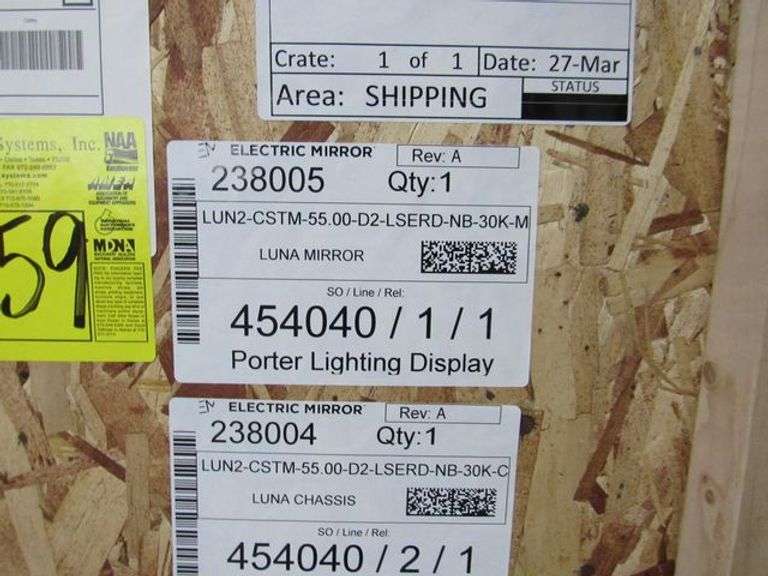 Crate: 1 of 1 Date: 27-Mar
Area: SHIPPING STATUS
Systems, Inc. NAA
59
MDNA
ELECTRIC MIRROR Rev: A
238005 Qty:1
LUN2-CSTM-55.00-D2-LSERD-NB-30K-M
LUNA MIRROR
SO / Line / Rel:
454040 / 1 / 1
Porter Lighting Display
ELECTRIC MIRROR Rev: A
238004 Qty:1
LUN2-CSTM-55.00-D2-LSERD-NB-30K-C
LUNA CHASSIS
SO / Line / Rel:
454040 / 2 / 1